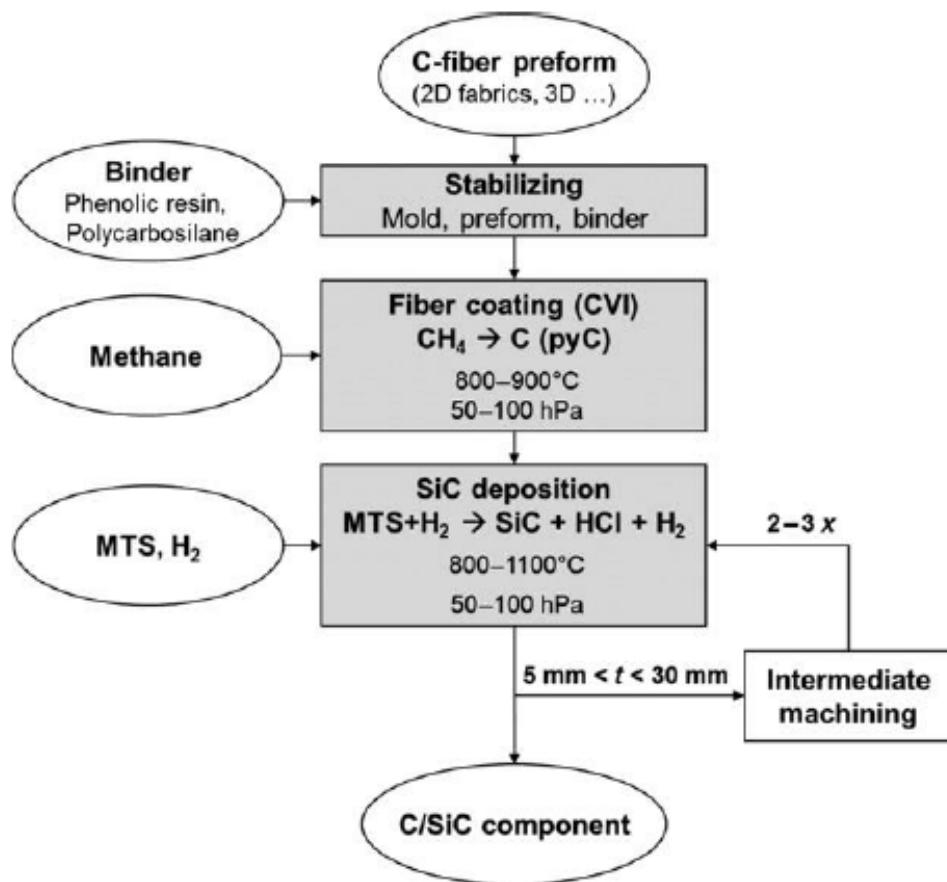 C-fiber preform
(2D fabrics, 3D ...)
Binder
Phenolic resin,
Polycarbosilane
Stabilizing
Mold, preform, binder
Methane
Fiber coating (CVI)
CH₄ → C (pyC)
800–900°C
50–100 hPa
MTS, H₂
SiC deposition
MTS+H₂ → SiC + HCl + H₂
800–1100°C
50–100 hPa
2–3 x
5 mm < t < 30 mm
Intermediate
machining
C/SiC component